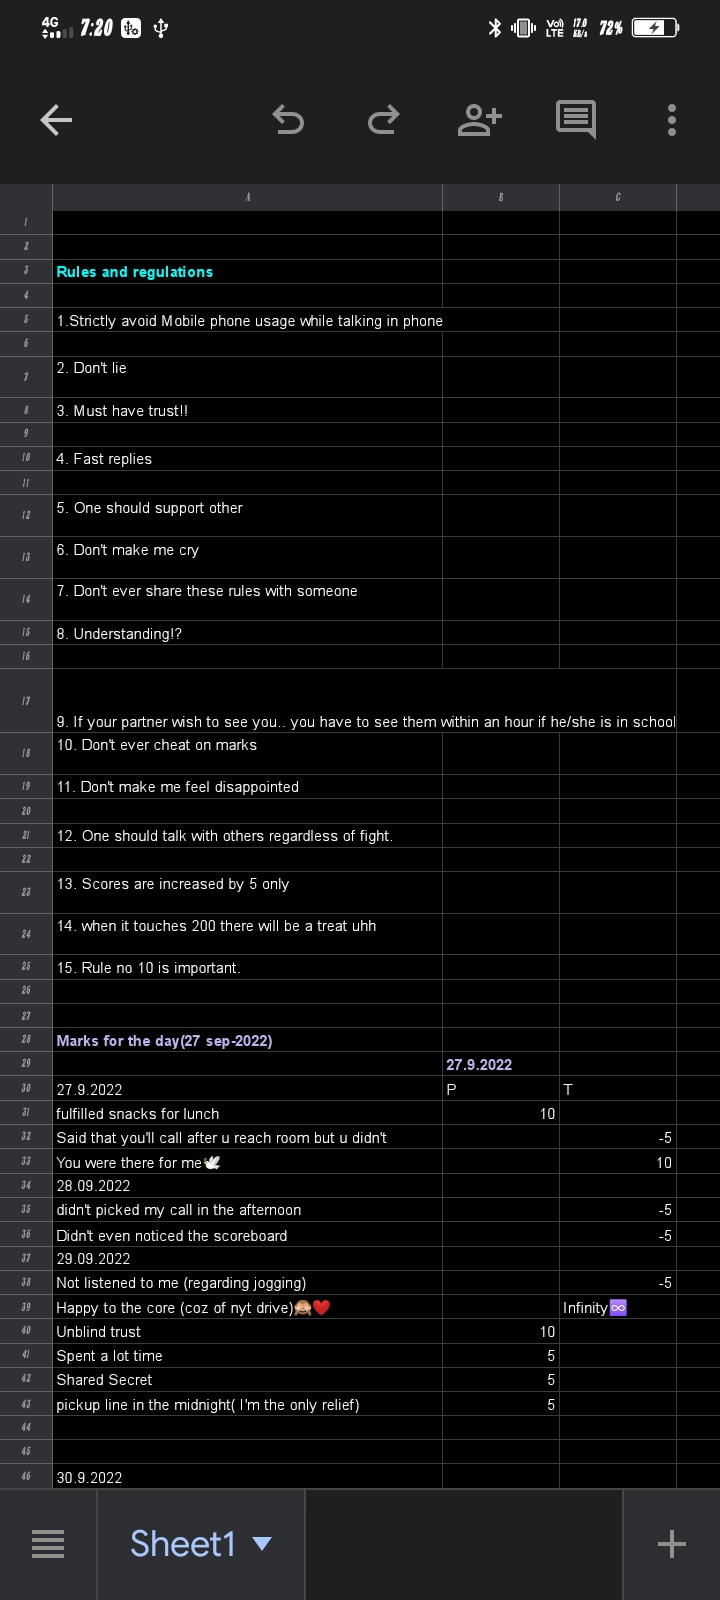 4G 7:20 Vo) LTE 17.0 KB/s 72%
A B C
1
2
3 Rules and regulations
4
5 1.Strictly avoid Mobile phone usage while talking in phone
6
7 2. Don't lie
8 3. Must have trust!!
9
10 4. Fast replies
11
12 5. One should support other
13 6. Don't make me cry
14 7. Don't ever share these rules with someone
15 8. Understanding!?
16
17 9. If your partner wish to see you.. you have to see them within an hour if he/she is in school
18 10. Don't ever cheat on marks
19 11. Don't make me feel disappointed
20
21 12. One should talk with others regardless of fight.
22
23 13. Scores are increased by 5 only
24 14. when it touches 200 there will be a treat uhh
25 15. Rule no 10 is important.
26
27
28 Marks for the day(27 sep-2022)
29 27.9.2022
30 27.9.2022 P T
31 fulfilled snacks for lunch 10
32 Said that you'll call after u reach room but u didn't -5
33 You were there for me🕊️ 10
34 28.09.2022
35 didn't picked my call in the afternoon -5
36 Didn't even noticed the scoreboard -5
37 29.09.2022
38 Not listened to me (regarding jogging) -5
39 Happy to the core (coz of nyt drive)🙈❤️ Infinity♾️
40 Unblind trust 10
41 Spent a lot time 5
42 Shared Secret 5
43 pickup line in the midnight( I'm the only relief) 5
44
45
46 30.9.2022
Sheet1